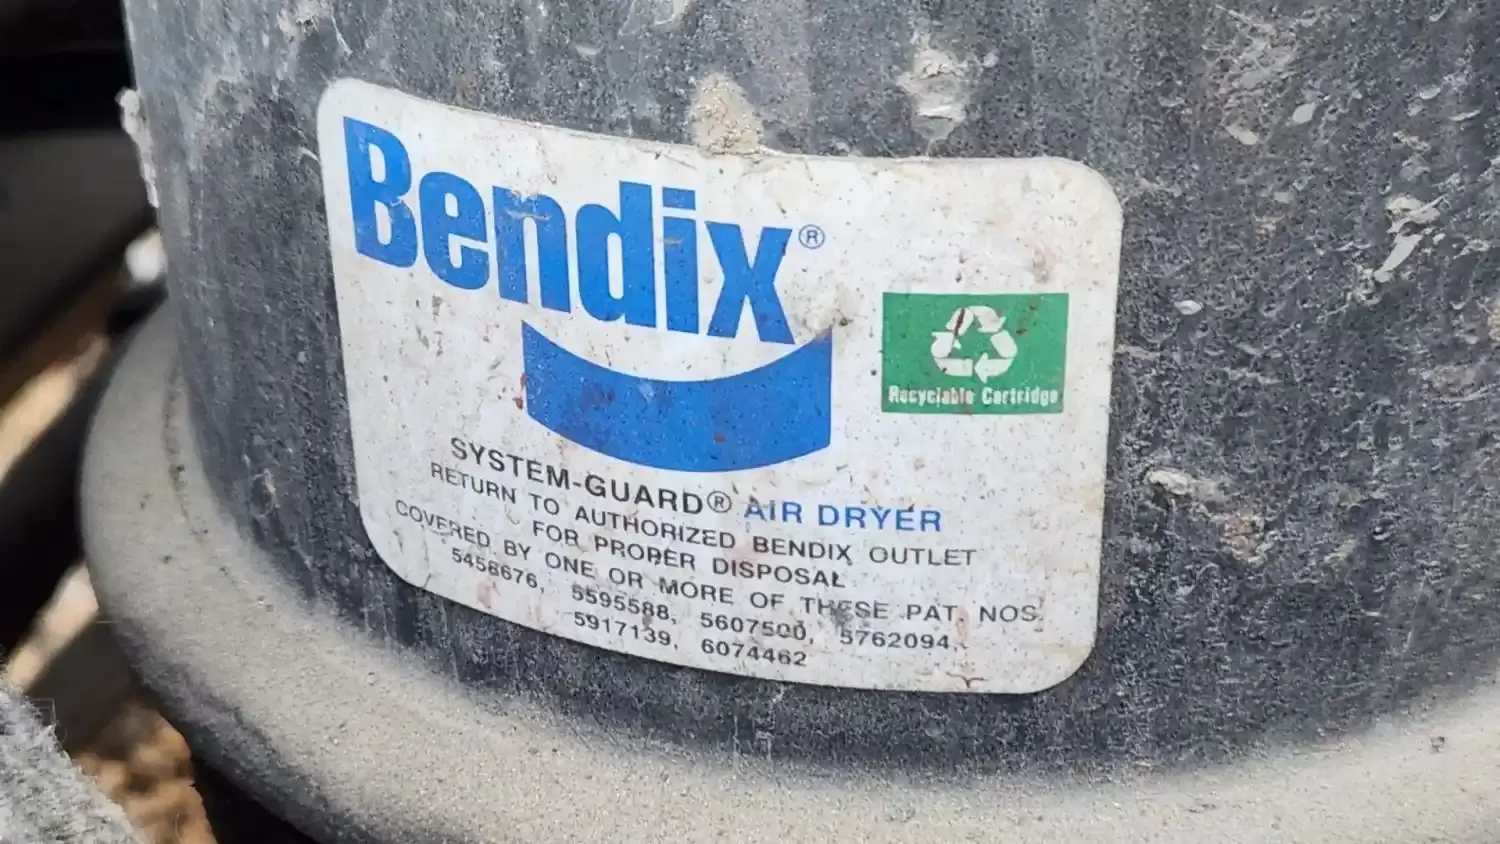 Bendix®
Recyclable Cartridge
SYSTEM-GUARD® AIR DRYER
RETURN TO AUTHORIZED BENDIX OUTLET
FOR PROPER DISPOSAL
COVERED BY ONE OR MORE OF THESE PAT. NOS.
5458676, 5595588, 5607500, 5762094,
5917139, 6074462